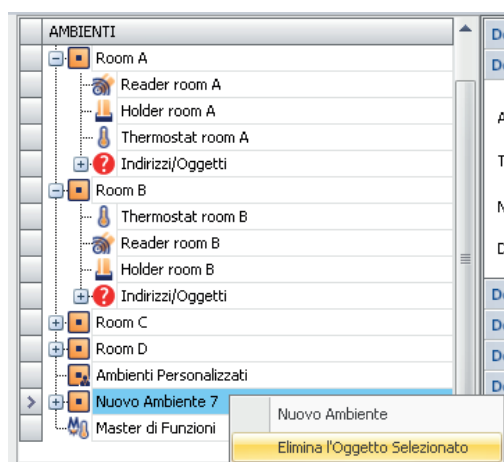 AMBIENTI
Room A
Reader room A
Holder room A
Thermostat room A
Indirizzi/Oggetti
Room B
Thermostat room B
Reader room B
Holder room B
Indirizzi/Oggetti
Room C
Room D
Ambienti Personalizzati
Nuovo Ambiente 7
Master di Funzioni
Nuovo Ambiente
Elimina l'Oggetto Selezionato